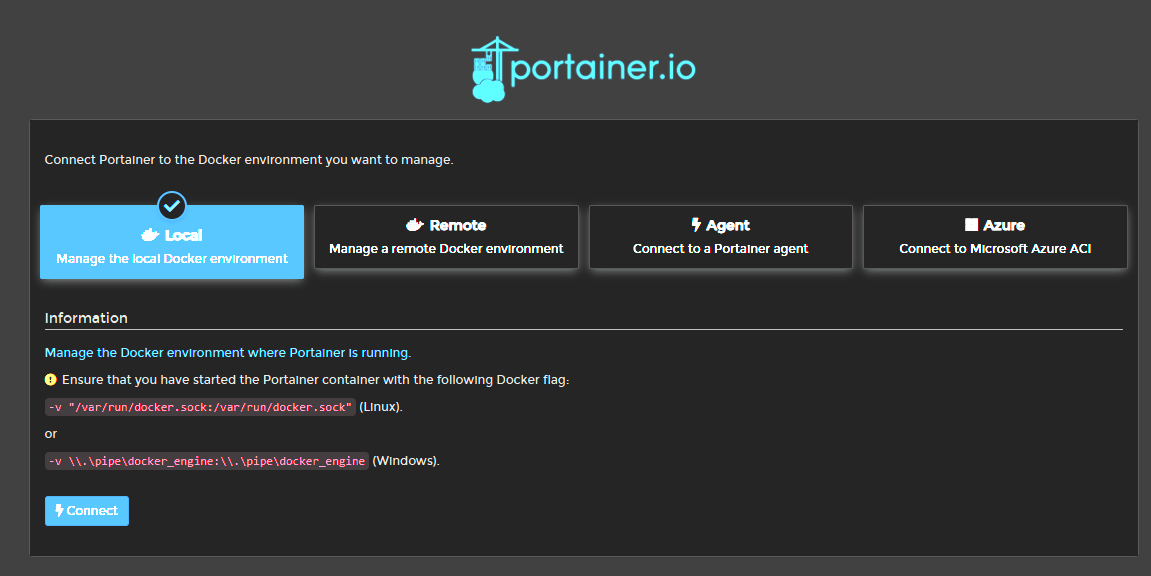 portainer.io
Connect Portainer to the Docker environment you want to manage.
Local
Manage the local Docker environment
Remote
Manage a remote Docker environment
Agent
Connect to a Portainer agent
Azure
Connect to Microsoft Azure ACI
Information
Manage the Docker environment where Portainer is running.
Ensure that you have started the Portainer container with the following Docker flag:
-v "/var/run/docker.sock:/var/run/docker.sock" (Linux).
or
-v \\.\pipe\docker_engine:\\.\pipe\docker_engine (Windows).
Connect